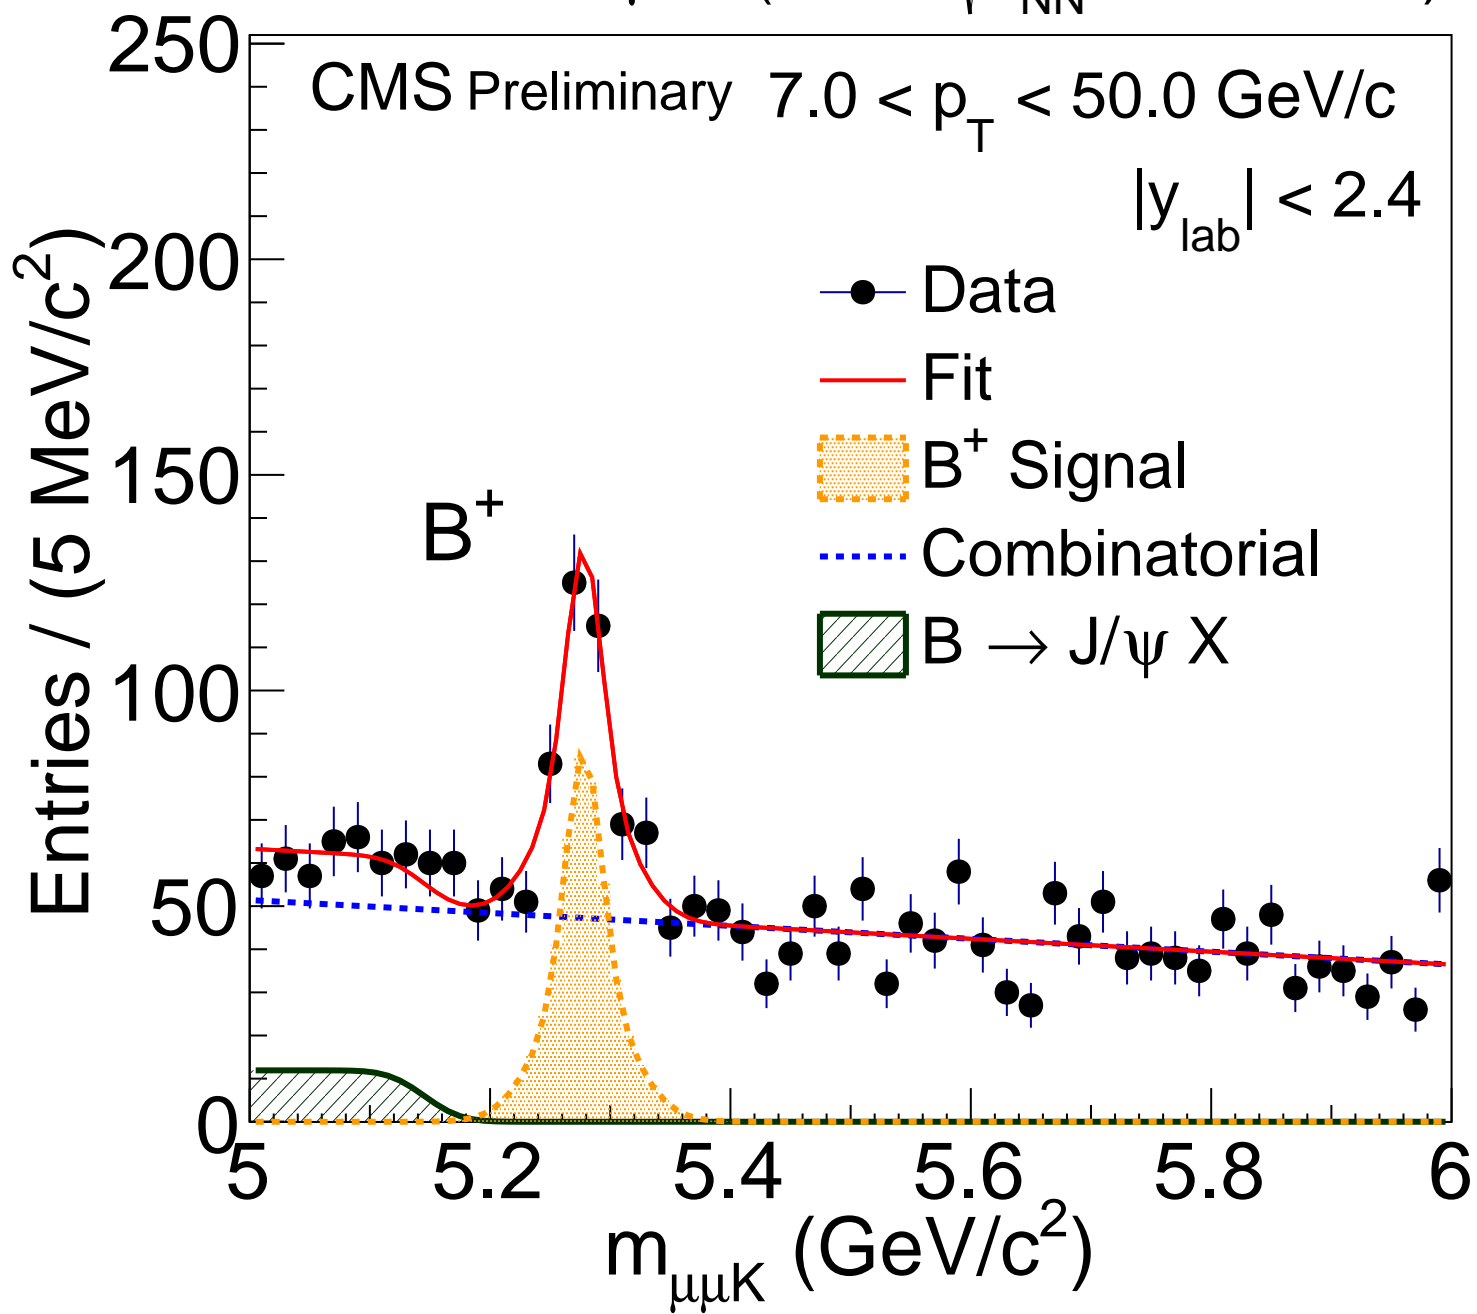 NN
250
CMS Preliminary 7.0 < p_T < 50.0 GeV/c
|y_lab| < 2.4
200
Data
Fit
B⁺ Signal
150
B⁺
Combinatorial
B → J/ψ X
100
50
0
Entries / (5 MeV/c²)
5 5.2 5.4 5.6 5.8 6
m_μμK (GeV/c²)